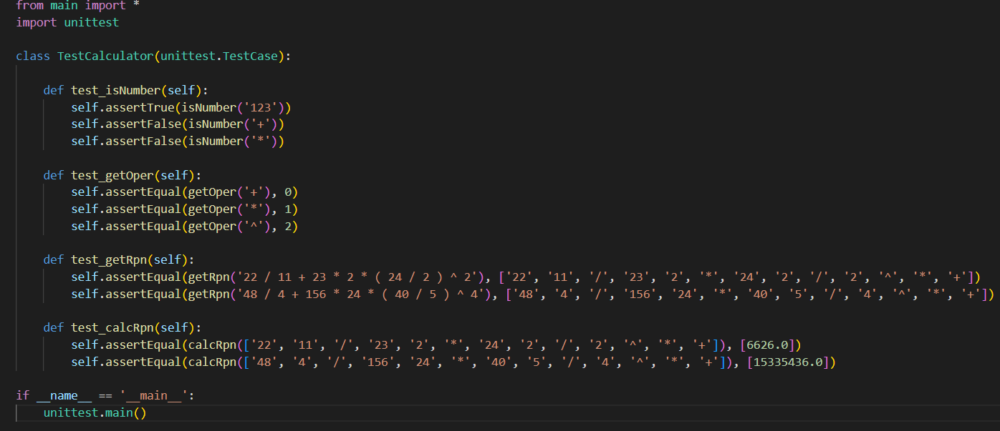 from main import *
import unittest

class TestCalculator(unittest.TestCase):

    def test_isNumber(self):
        self.assertTrue(isNumber('123'))
        self.assertFalse(isNumber('+'))
        self.assertFalse(isNumber('*'))

    def test_getOper(self):
        self.assertEqual(getOper('+'), 0)
        self.assertEqual(getOper('*'), 1)
        self.assertEqual(getOper('^'), 2)

    def test_getRpn(self):
        self.assertEqual(getRpn('22 / 11 + 23 * 2 * ( 24 / 2 ) ^ 2'), ['22', '11', '/', '23', '2', '*', '24', '2', '/', '2', '^', '*', '+'])
        self.assertEqual(getRpn('48 / 4 + 156 * 24 * ( 40 / 5 ) ^ 4'), ['48', '4', '/', '156', '24', '*', '40', '5', '/', '4', '^', '*', '+'])

    def test_calcRpn(self):
        self.assertEqual(calcRpn(['22', '11', '/', '23', '2', '*', '24', '2', '/', '2', '^', '*', '+']), [6626.0])
        self.assertEqual(calcRpn(['48', '4', '/', '156', '24', '*', '40', '5', '/', '4', '^', '*', '+']), [15335436.0])

if __name__ == '__main__':
    unittest.main()